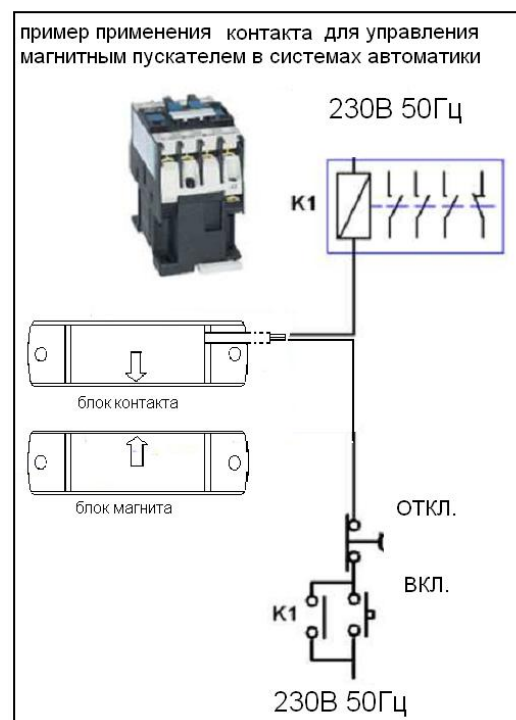 пример применения контакта для управления
магнитным пускателем в системах автоматики
230В 50Гц
К1
блок контакта
блок магнита
ОТКЛ.
ВКЛ.
К1
230В 50Гц